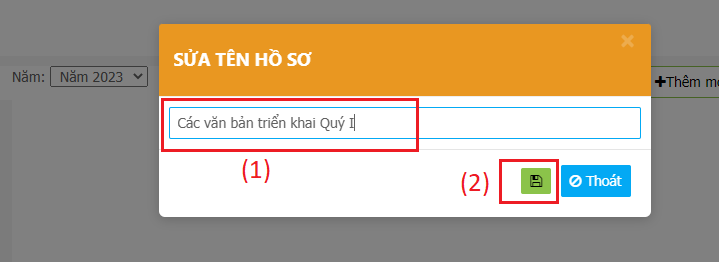 SỬA TÊN HỒ SƠ
×
Năm: Năm 2023
+Thêm
Các văn bản triển khai Quý I
(1)
(2)
Thoát